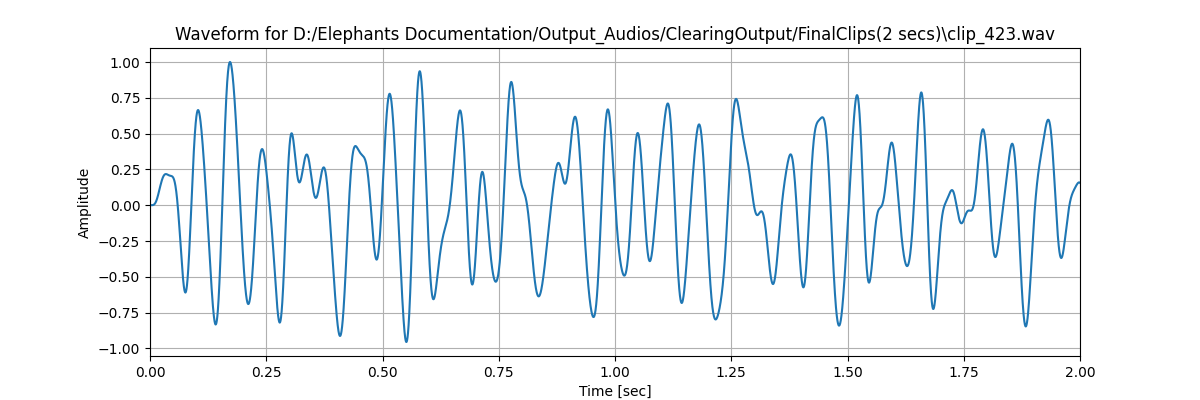 Waveform for D:/Elephants Documentation/Output_Audios/ClearingOutput/FinalClips(2 secs)\clip_423.wav
1.00
0.75
0.50
0.25
0.00
−0.25
−0.50
−0.75
−1.00
Amplitude
0.00 0.25 0.50 0.75 1.00 1.25 1.50 1.75 2.00
Time [sec]